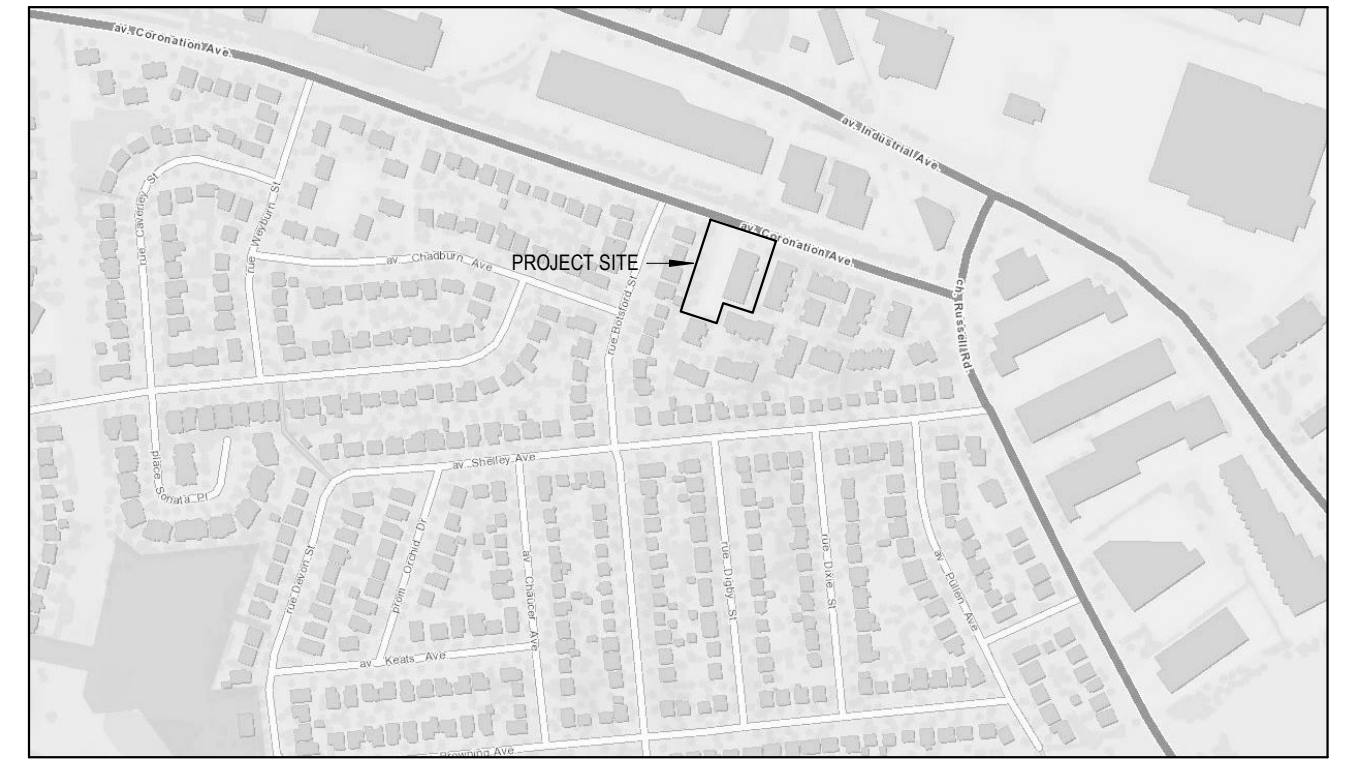 av. Coronation Ave.
av. Industrial Ave.
rue Caverley St
rue Weyburn St
av Chadburn Ave
PROJECT SITE
rue Botsford St
av. Coronation Ave.
ch. Russell Rd.
place Sonata Pl
av Shelley Ave
rue Devon St
prom Orchid Dr
av Chaucer Ave
rue Digby St
rue Dixie St
av Pullen Ave
av Keats Ave
Browning Ave